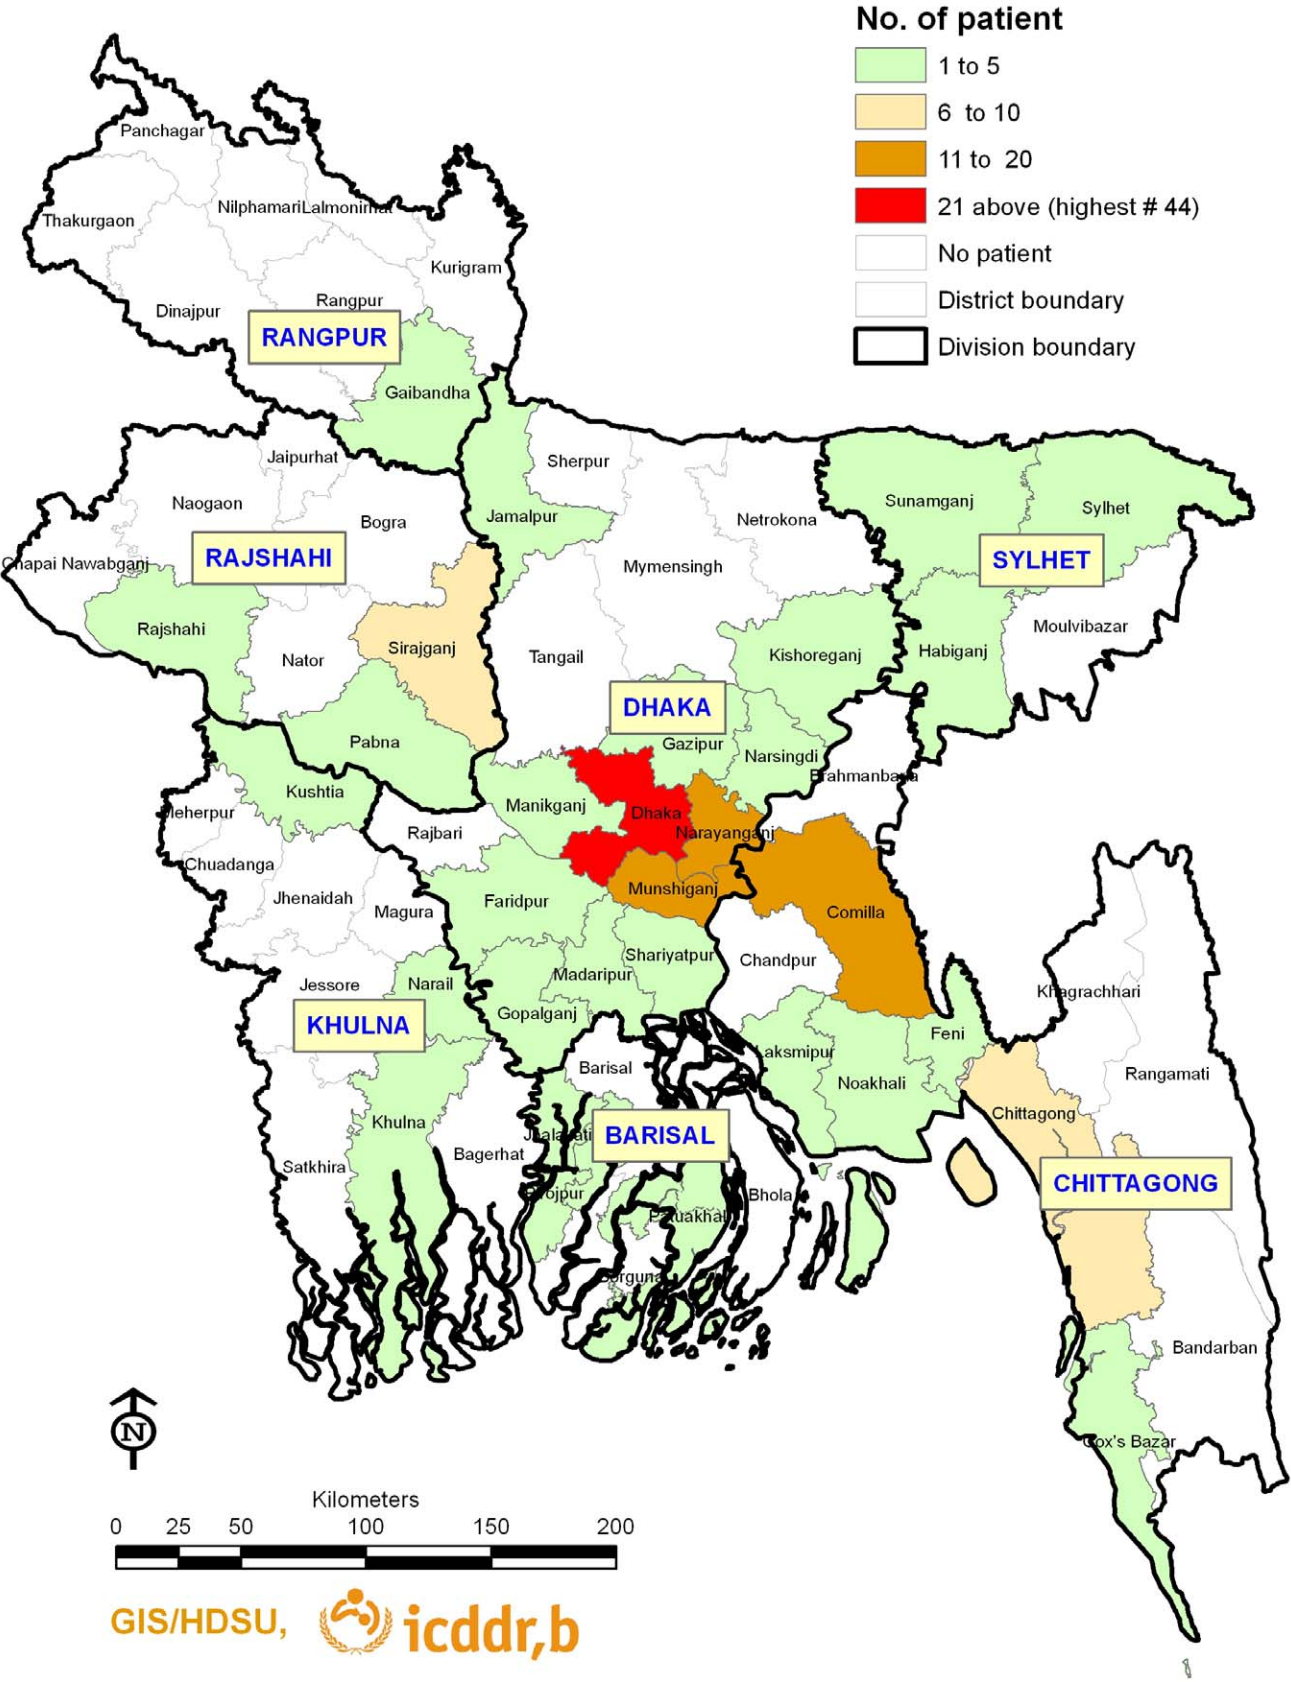 No. of patient
1 to 5
6 to 10
11 to 20
21 above (highest # 44)
No patient
District boundary
Division boundary
Panchagar
Thakurgaon
Nilphamari
Lalmonirhat
Kurigram
Dinajpur
Rangpur
RANGPUR
Gaibandha
Jaipurhat
Naogaon
Bogra
Chapai Nawabganj
RAJSHAHI
Rajshahi
Nator
Sirajganj
Pabna
Sherpur
Jamalpur
Netrokona
Mymensingh
Tangail
Kishoreganj
DHAKA
Gazipur
Narsingdi
Manikganj
Dhaka
Narayanganj
Munshiganj
Rajbari
Faridpur
Shariyatpur
Madaripur
Gopalganj
Sunamganj
Sylhet
SYLHET
Moulvibazar
Habiganj
Kushtia
Meherpur
Chuadanga
Jhenaidah
Magura
Jessore
Narail
KHULNA
Khulna
Bagerhat
Satkhira
Barisal
BARISAL
Bhola
Brahmanbaria
Comilla
Chandpur
Laksmipur
Noakhali
Feni
Khagrachhari
Rangamati
Chittagong
CHITTAGONG
Bandarban
Cox's Bazar
N
Kilometers
0 25 50 100 150 200
GIS/HDSU, icddr,b